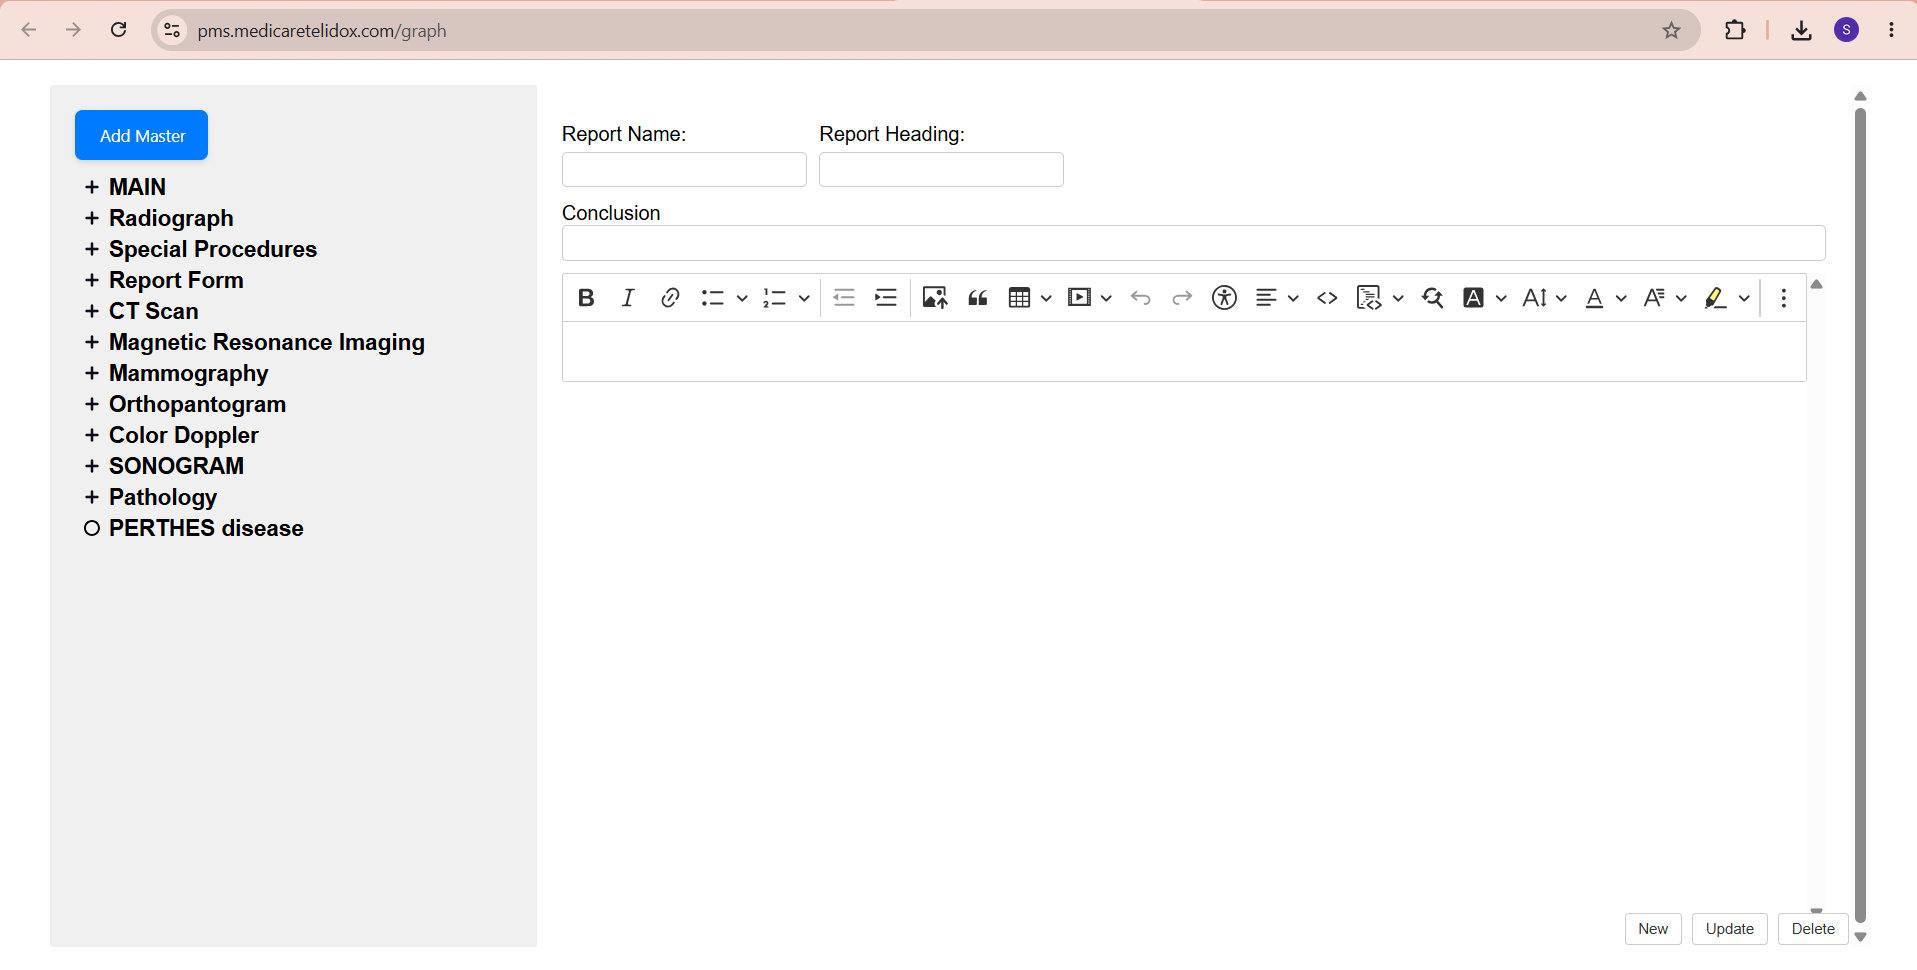 pms.medicaretelidox.com/graph
S
Add Master
MAIN
Radiograph
Special Procedures
Report Form
CT Scan
Magnetic Resonance Imaging
Mammography
Orthopantogram
Color Doppler
SONOGRAM
Pathology
PERTHES disease
Report Name: Report Heading:
Conclusion
New Update Delete